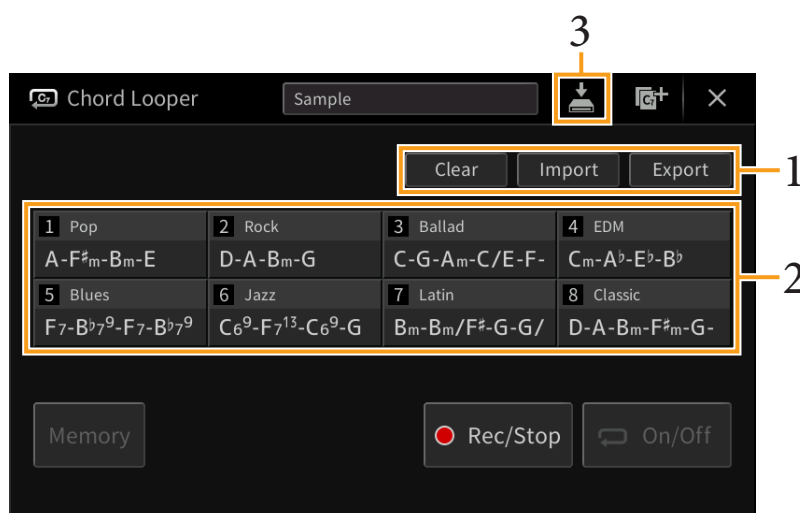 3
C7 Chord Looper Sample C7
Clear Import Export 1
1 Pop 2 Rock 3 Ballad 4 EDM
A-F♯m-Bm-E D-A-Bm-G C-G-Am-C/E-F- Cm-A♭-E♭-B♭
2
5 Blues 6 Jazz 7 Latin 8 Classic
F7-B♭7⁹-F7-B♭7⁹ C6⁹-F7¹³-C6⁹-G Bm-Bm/F♯-G-G/ D-A-Bm-F♯m-G-
Memory Rec/Stop On/Off